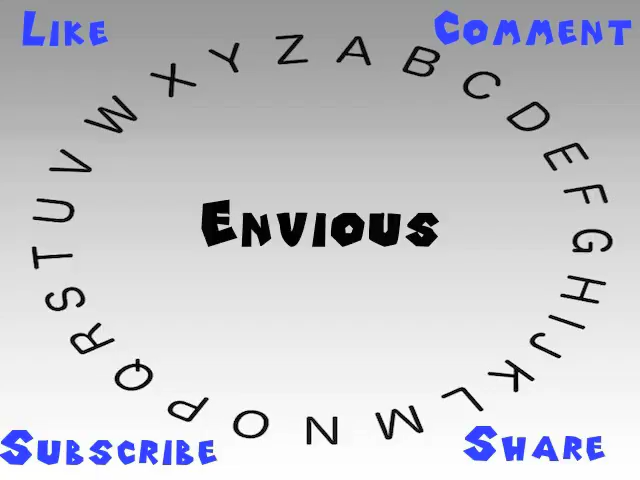 Like
Comment
A B C D E F G H I J K L M N O P Q R S T U V W X Y Z
Envious
Subscribe
Share